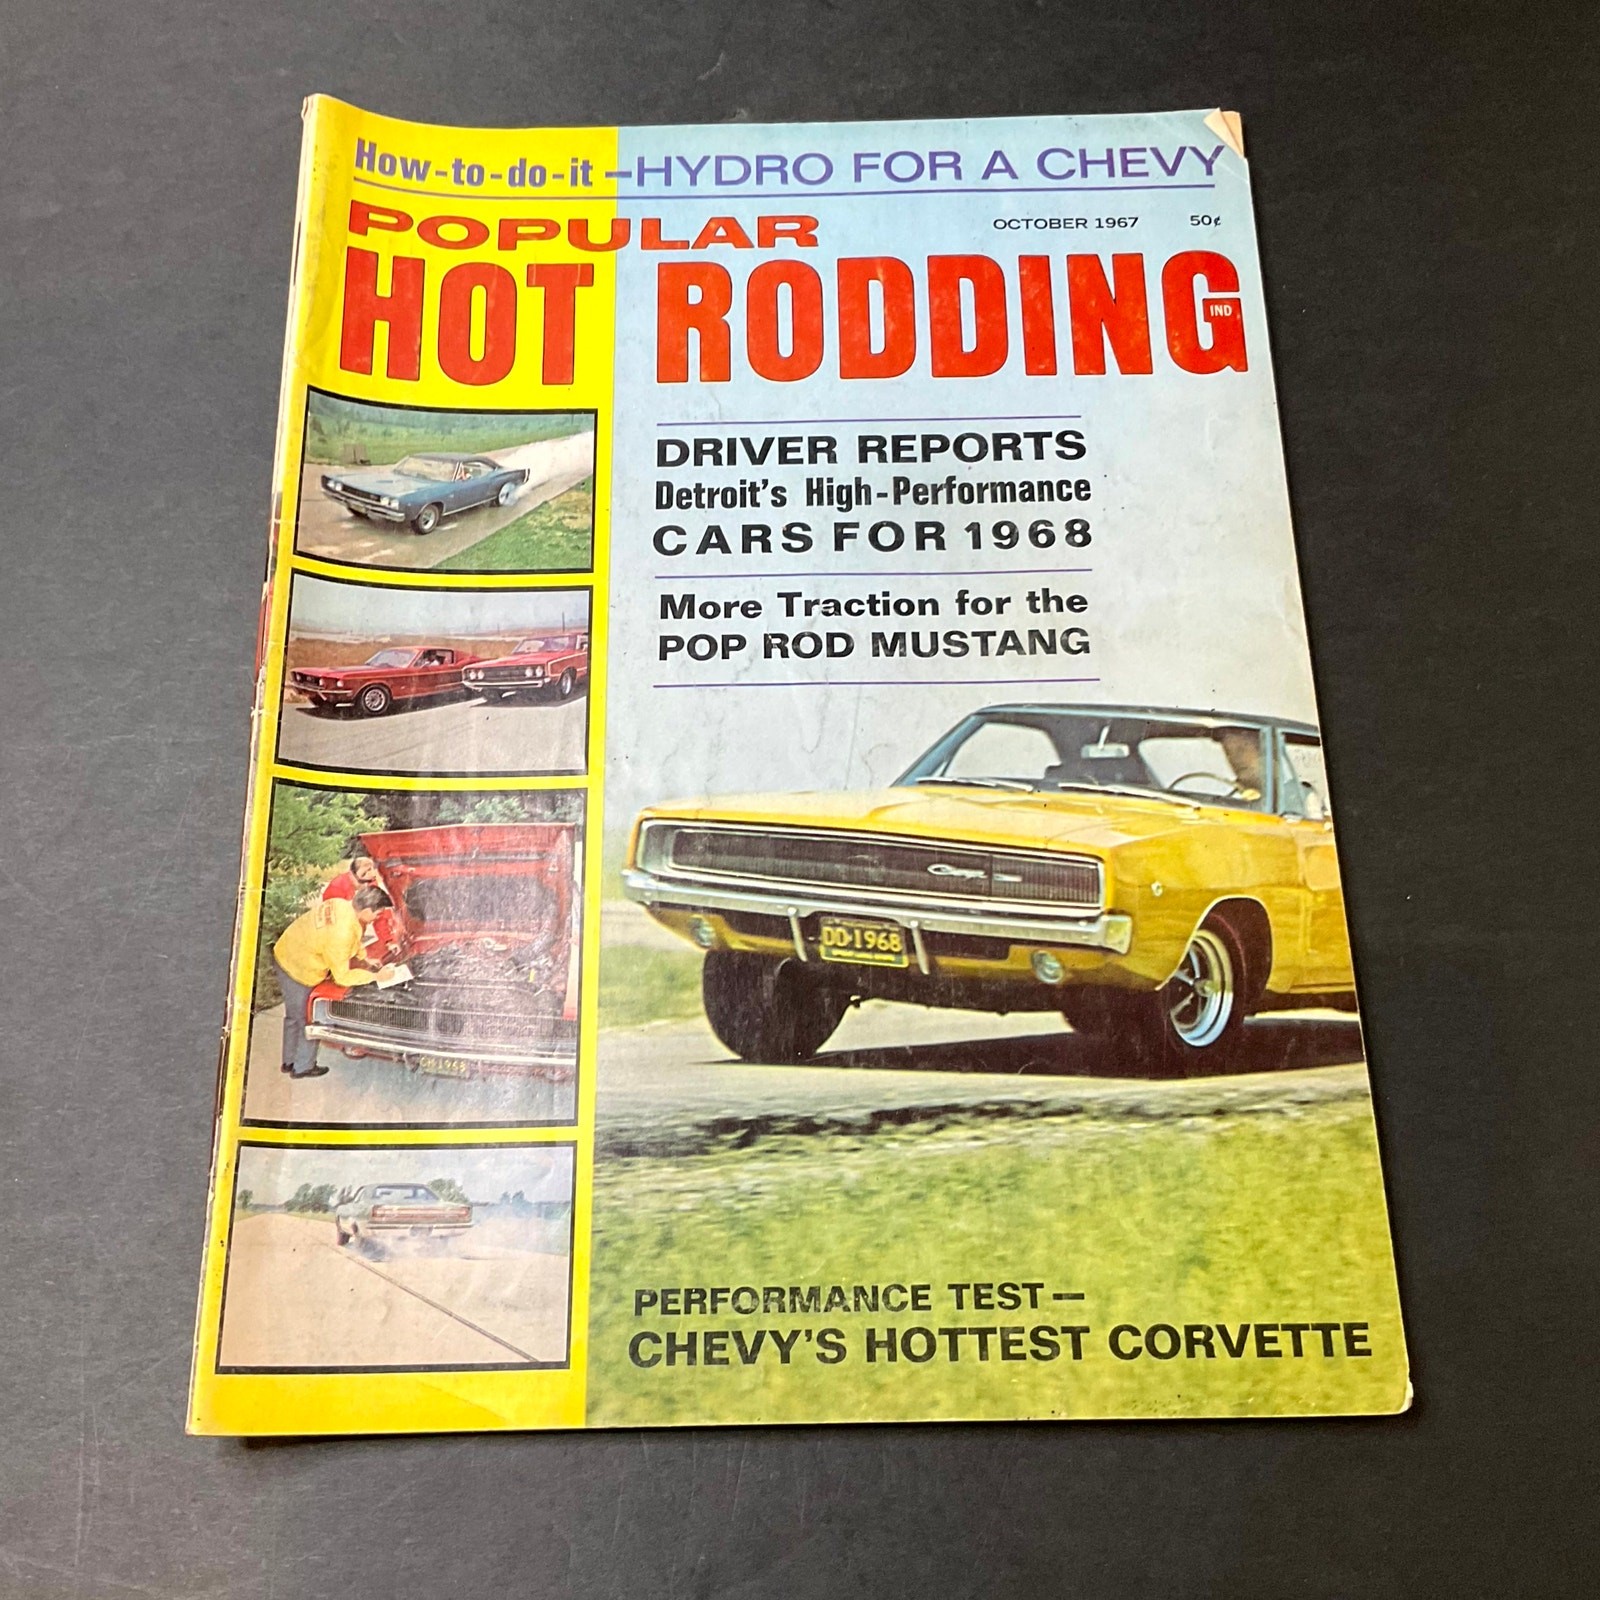 How-to-do-it – HYDRO FOR A CHEVY
POPULAR
OCTOBER 1967 50¢
HOT RODDING
IND
DRIVER REPORTS
Detroit's High-Performance
CARS FOR 1968
More Traction for the
POP ROD MUSTANG
Charger
DD·1968
PERFORMANCE TEST –
CHEVY'S HOTTEST CORVETTE